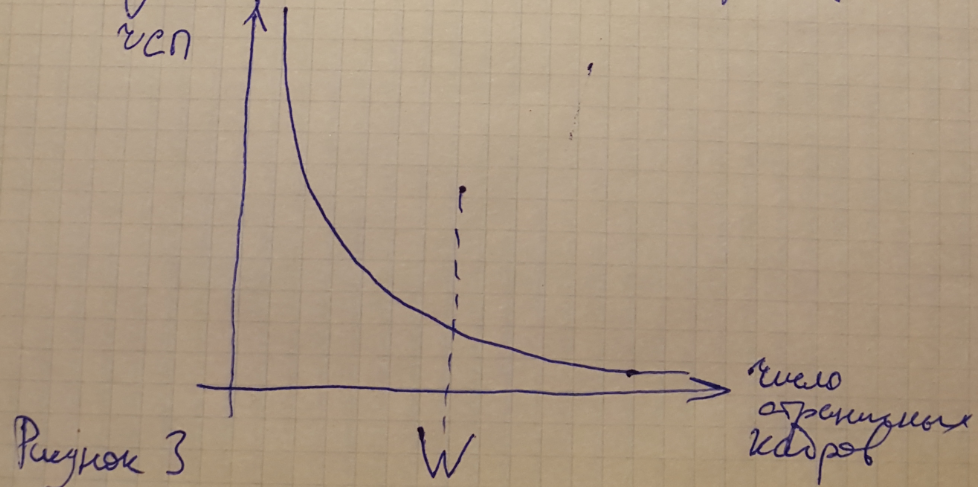 ЧСП
число
страничных
кадров
W
Рисунок 3